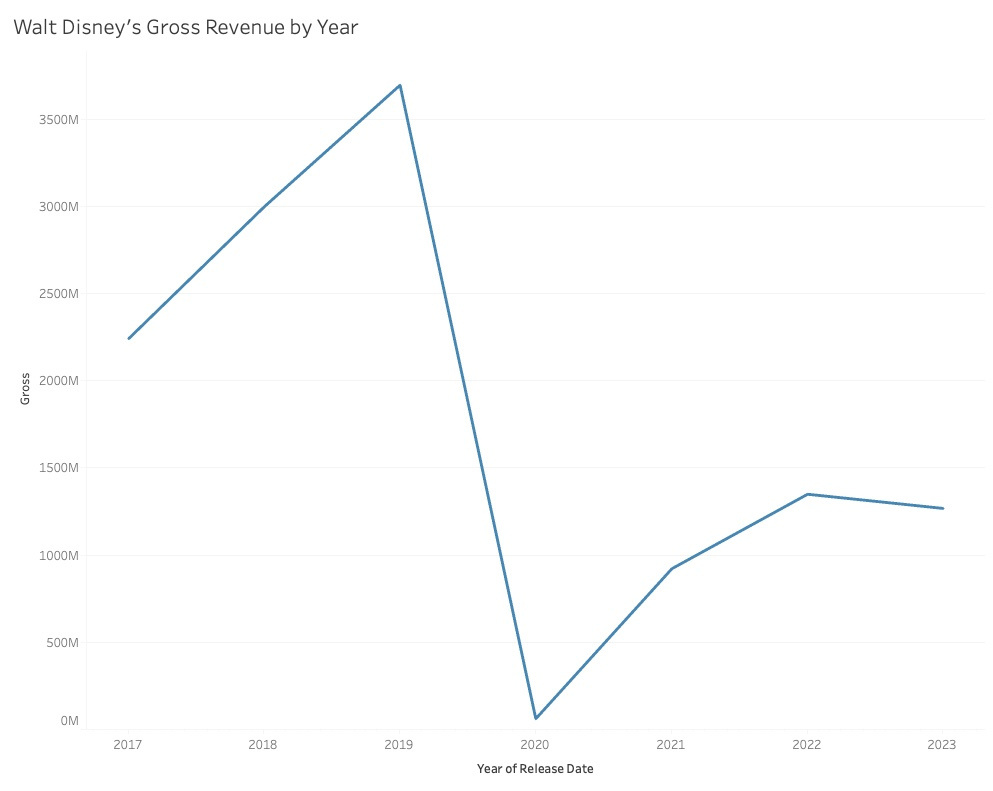 Walt Disney’s Gross Revenue by Year
3500M
3000M
2500M
2000M
1500M
1000M
500M
0M
Gross
2017 2018 2019 2020 2021 2022 2023
Year of Release Date